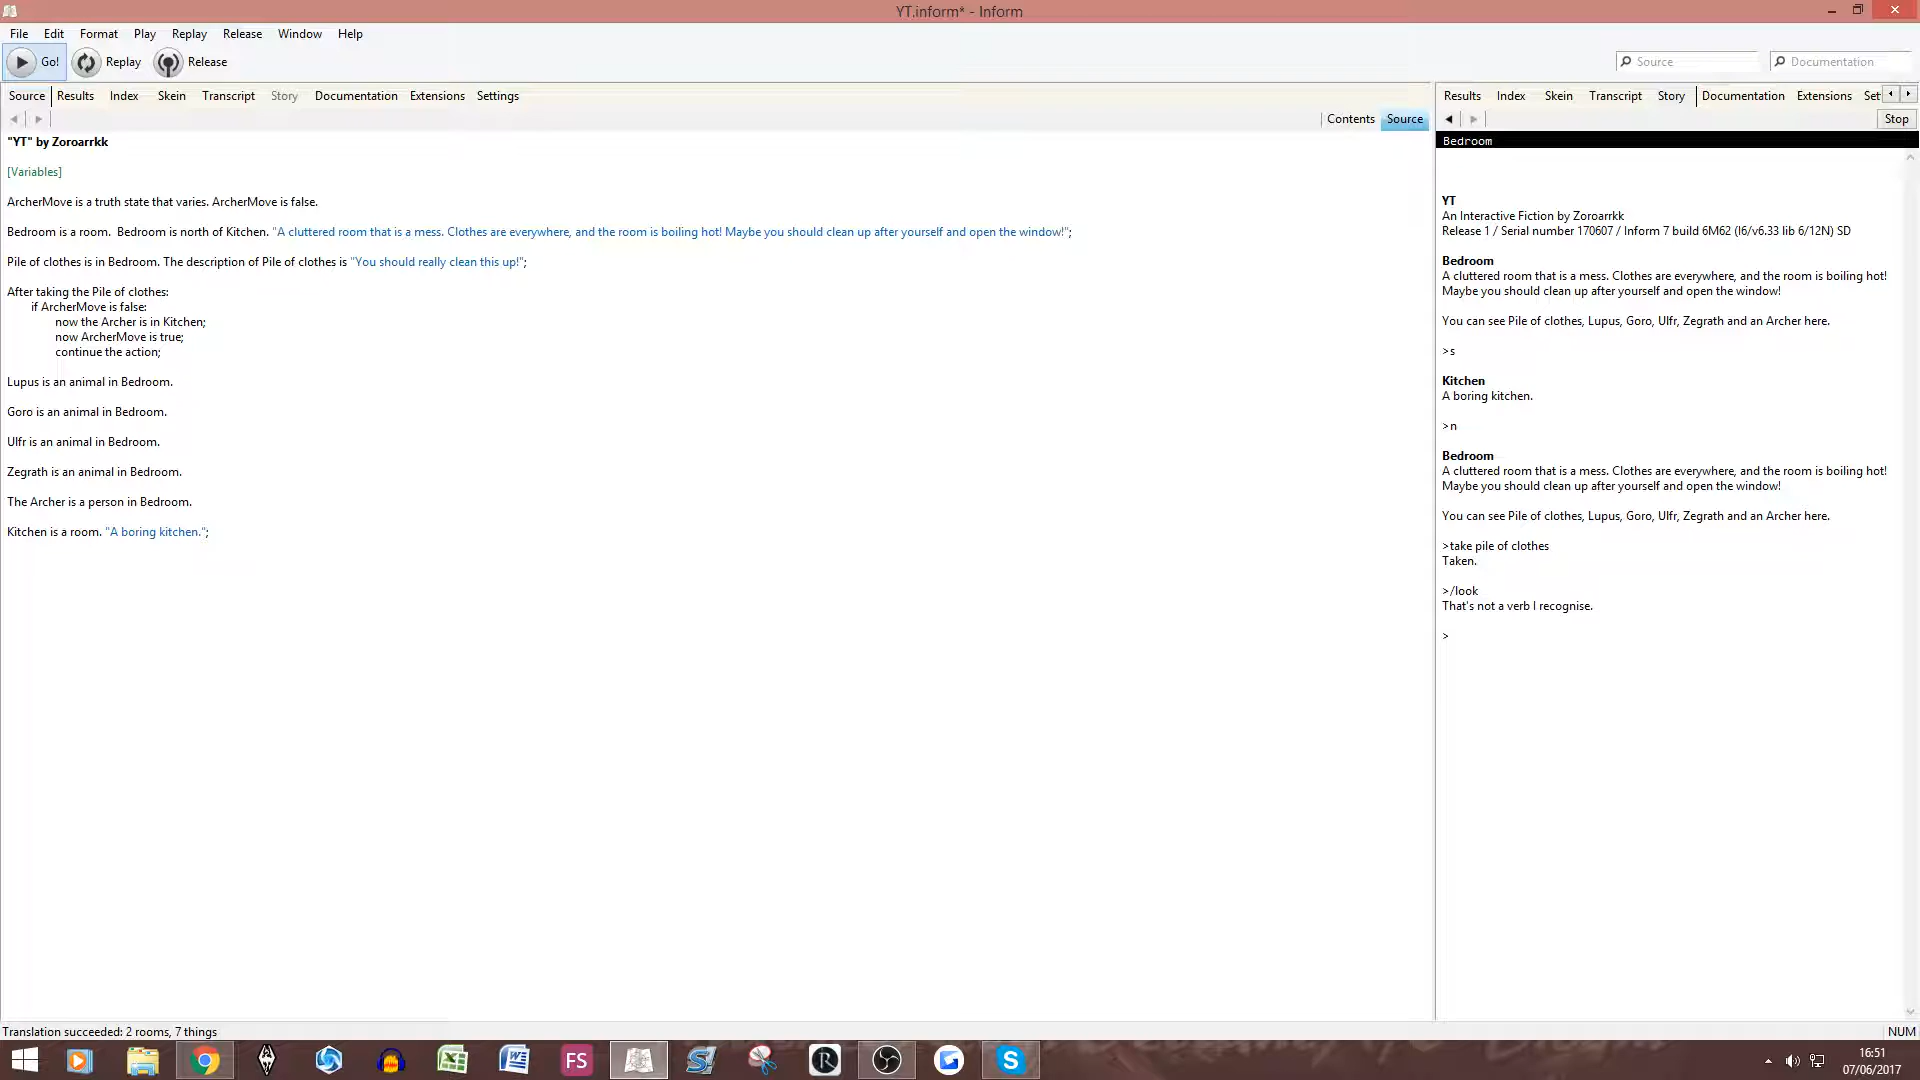 YT.inform* - Inform
File Edit Format Play Replay Release Window Help
Go! Replay Release
Source Documentation
Source Results Index Skein Transcript Story Documentation Extensions Settings
Results Index Skein Transcript Story Documentation Extensions Set
Contents Source
Stop
"YT" by Zoroarrkk
[Variables]
ArcherMove is a truth state that varies. ArcherMove is false.
Bedroom is a room.  Bedroom is north of Kitchen. "A cluttered room that is a mess. Clothes are everywhere, and the room is boiling hot! Maybe you should clean up after yourself and open the window!";
Pile of clothes is in Bedroom. The description of Pile of clothes is "You should really clean this up!";
After taking the Pile of clothes:
if ArcherMove is false:
now the Archer is in Kitchen;
now ArcherMove is true;
continue the action;
Lupus is an animal in Bedroom.
Goro is an animal in Bedroom.
Ulfr is an animal in Bedroom.
Zegrath is an animal in Bedroom.
The Archer is a person in Bedroom.
Kitchen is a room. "A boring kitchen.";
Bedroom
YT
An Interactive Fiction by Zoroarrkk
Release 1 / Serial number 170607 / Inform 7 build 6M62 (I6/v6.33 lib 6/12N) SD
Bedroom
A cluttered room that is a mess. Clothes are everywhere, and the room is boiling hot!
Maybe you should clean up after yourself and open the window!
You can see Pile of clothes, Lupus, Goro, Ulfr, Zegrath and an Archer here.
>s
Kitchen
A boring kitchen.
>n
Bedroom
A cluttered room that is a mess. Clothes are everywhere, and the room is boiling hot!
Maybe you should clean up after yourself and open the window!
You can see Pile of clothes, Lupus, Goro, Ulfr, Zegrath and an Archer here.
>take pile of clothes
Taken.
>/look
That's not a verb I recognise.
>
Translation succeeded: 2 rooms, 7 things
NUM
FS
R
S
16:51
07/06/2017